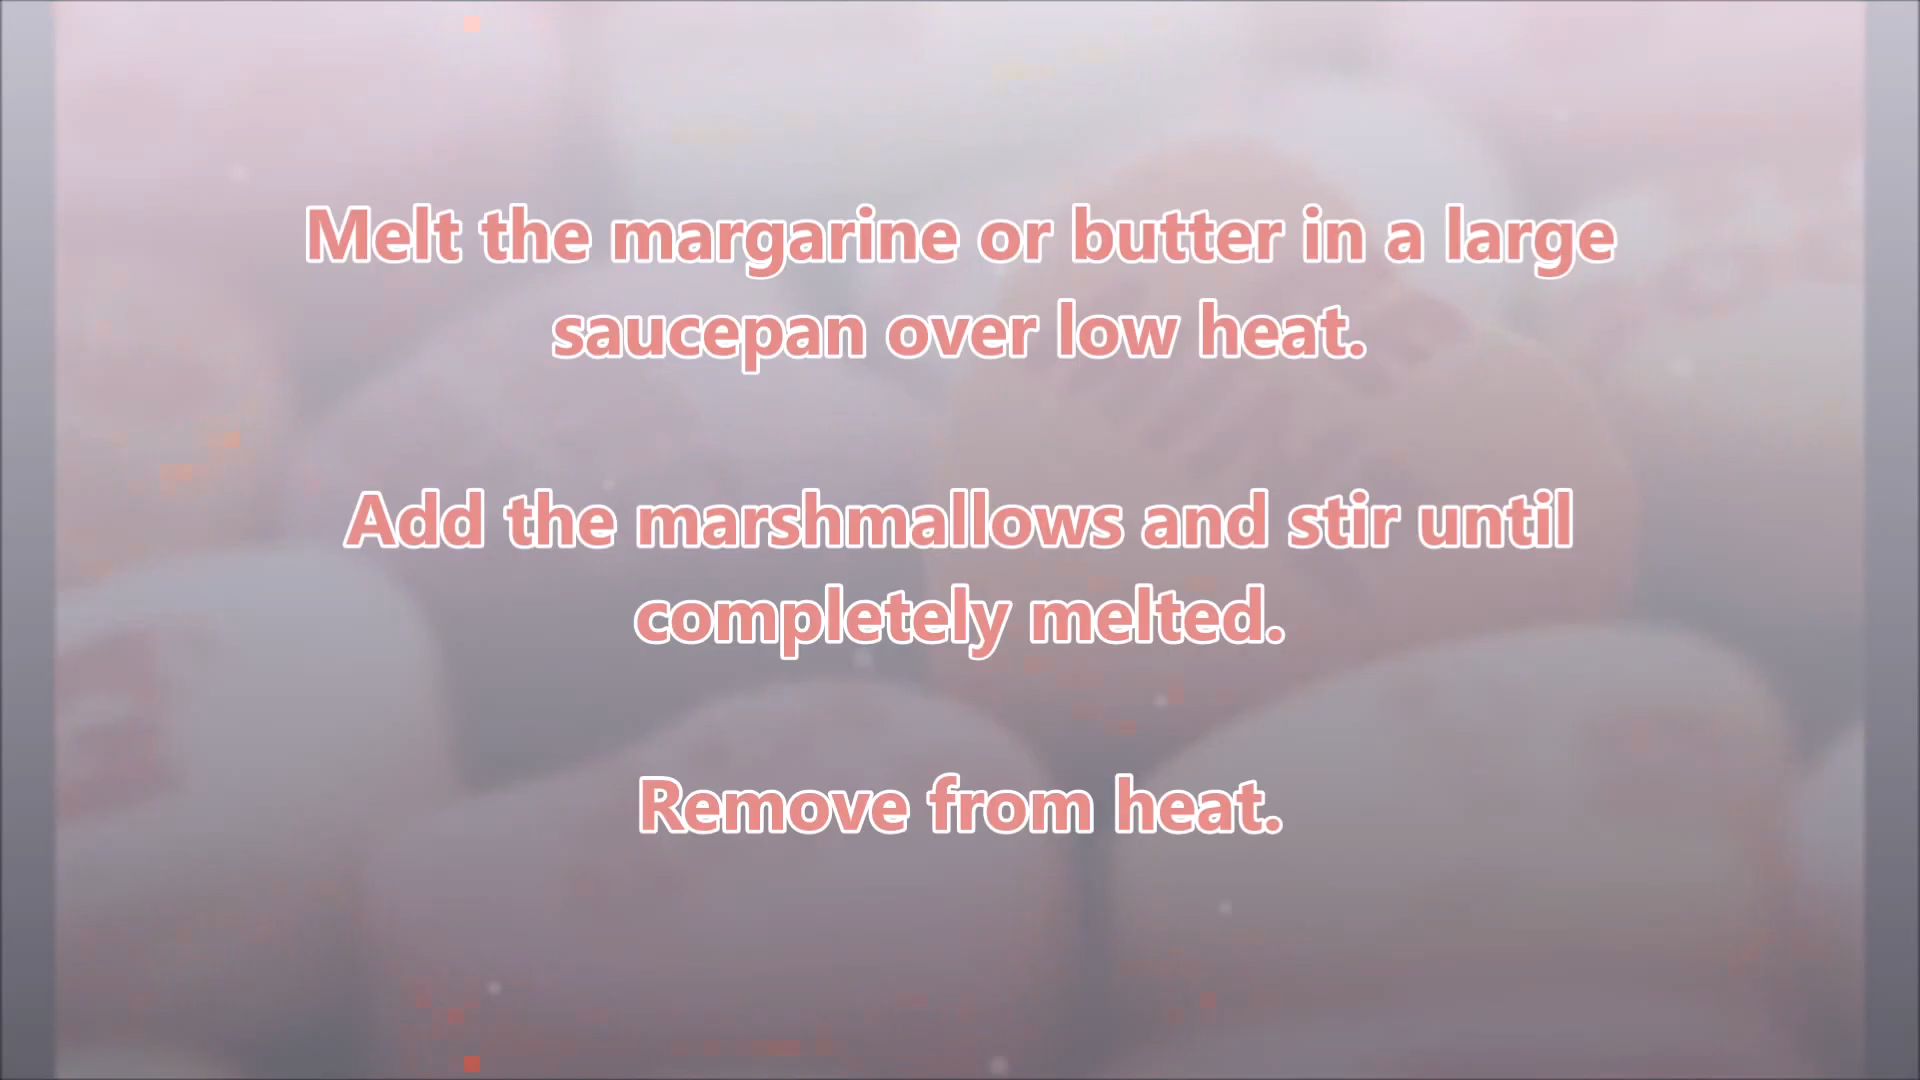 Melt the margarine or butter in a large
saucepan over low heat.
Add the marshmallows and stir until
completely melted.
Remove from heat.